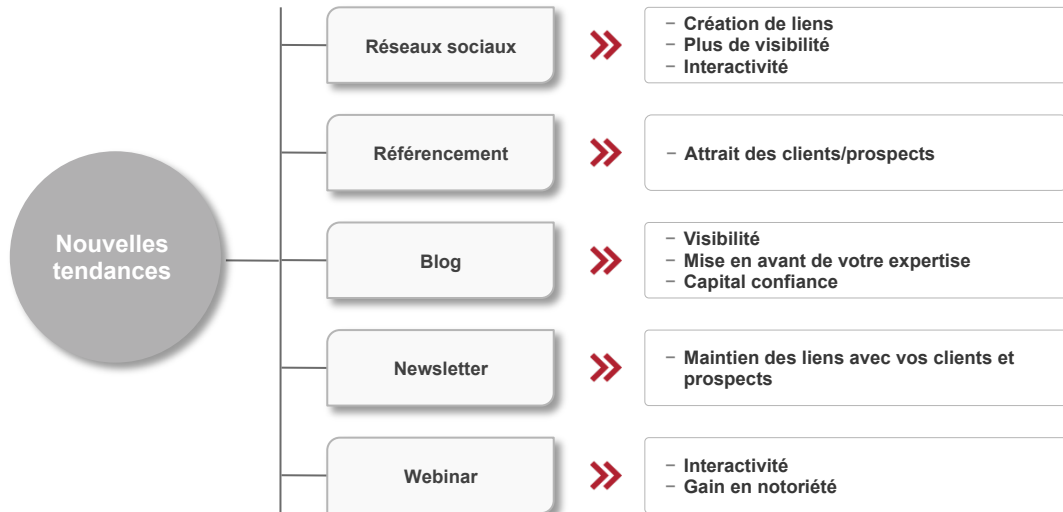 Nouvelles
tendances
Réseaux sociaux
– Création de liens
– Plus de visibilité
– Interactivité
Référencement
– Attrait des clients/prospects
Blog
– Visibilité
– Mise en avant de votre expertise
– Capital confiance
Newsletter
– Maintien des liens avec vos clients et
prospects
Webinar
– Interactivité
– Gain en notoriété